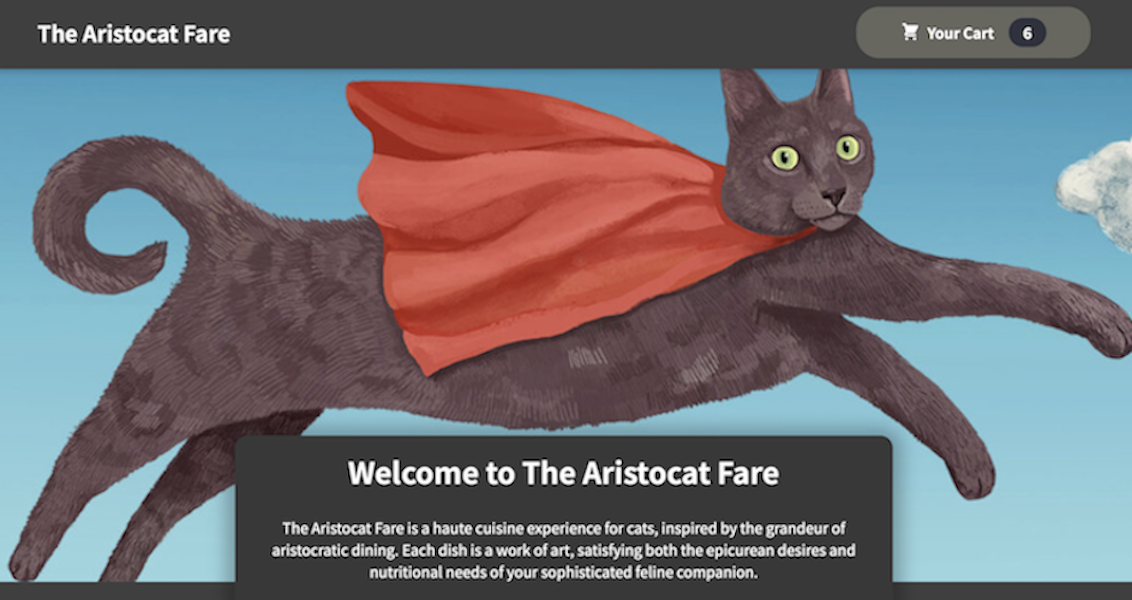 The Aristocat Fare
Your Cart 6
Welcome to The Aristocat Fare
The Aristocat Fare is a haute cuisine experience for cats, inspired by the grandeur of
aristocratic dining. Each dish is a work of art, satisfying both the epicurean desires and
nutritional needs of your sophisticated feline companion.